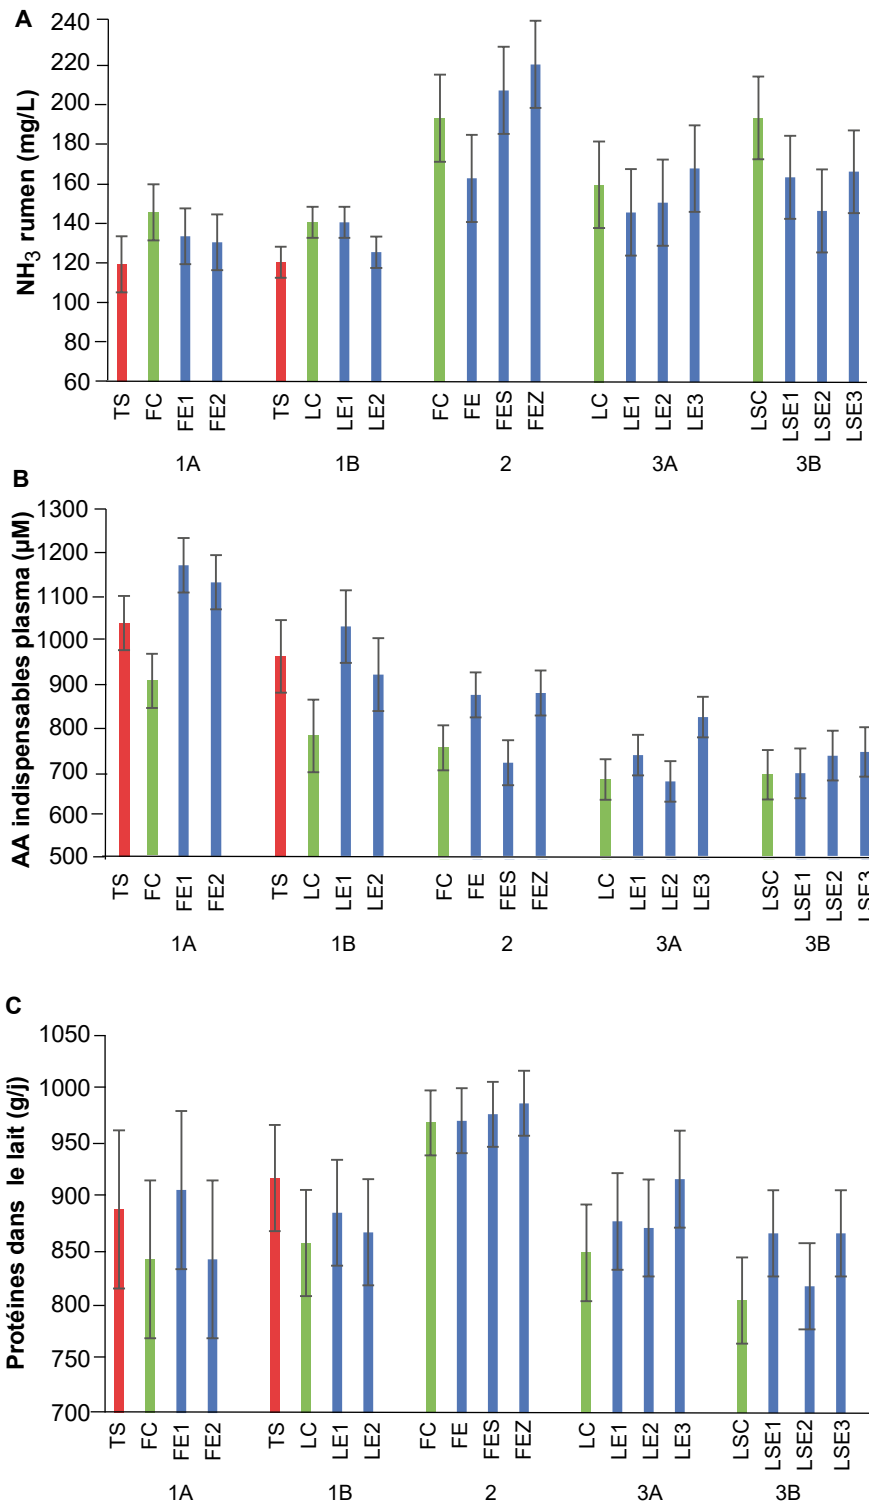 A
NH3 rumen (mg/L)
240
220
200
180
160
140
120
100
80
60
TS FC FE1 FE2 TS LC LE1 LE2 FC FE FES FEZ LC LE1 LE2 LE3 LSC LSE1 LSE2 LSE3
1A 1B 2 3A 3B
B
AA indispensables plasma (µM)
1300
1200
1100
1000
900
800
700
600
500
TS FC FE1 FE2 TS LC LE1 LE2 FC FE FES FEZ LC LE1 LE2 LE3 LSC LSE1 LSE2 LSE3
1A 1B 2 3A 3B
C
Protéines dans le lait (g/j)
1050
1000
950
900
850
800
750
700
TS FC FE1 FE2 TS LC LE1 LE2 FC FE FES FEZ LC LE1 LE2 LE3 LSC LSE1 LSE2 LSE3
1A 1B 2 3A 3B